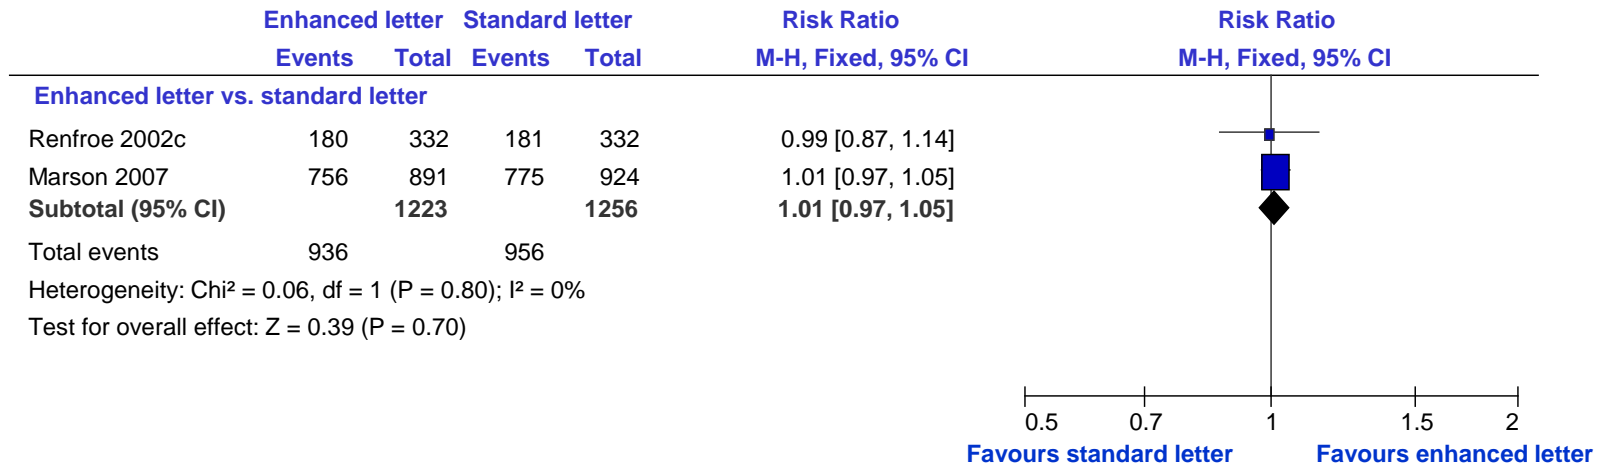 Enhanced letter Standard letter Risk Ratio Risk Ratio
Events Total Events Total M-H, Fixed, 95% CI M-H, Fixed, 95% CI
Enhanced letter vs. standard letter
Renfroe 2002c 180 332 181 332 0.99 [0.87, 1.14]
Marson 2007 756 891 775 924 1.01 [0.97, 1.05]
Subtotal (95% CI) 1223 1256 1.01 [0.97, 1.05]
Total events 936 956
Heterogeneity: Chi² = 0.06, df = 1 (P = 0.80); I² = 0%
Test for overall effect: Z = 0.39 (P = 0.70)
0.5 0.7 1 1.5 2
Favours standard letter Favours enhanced letter